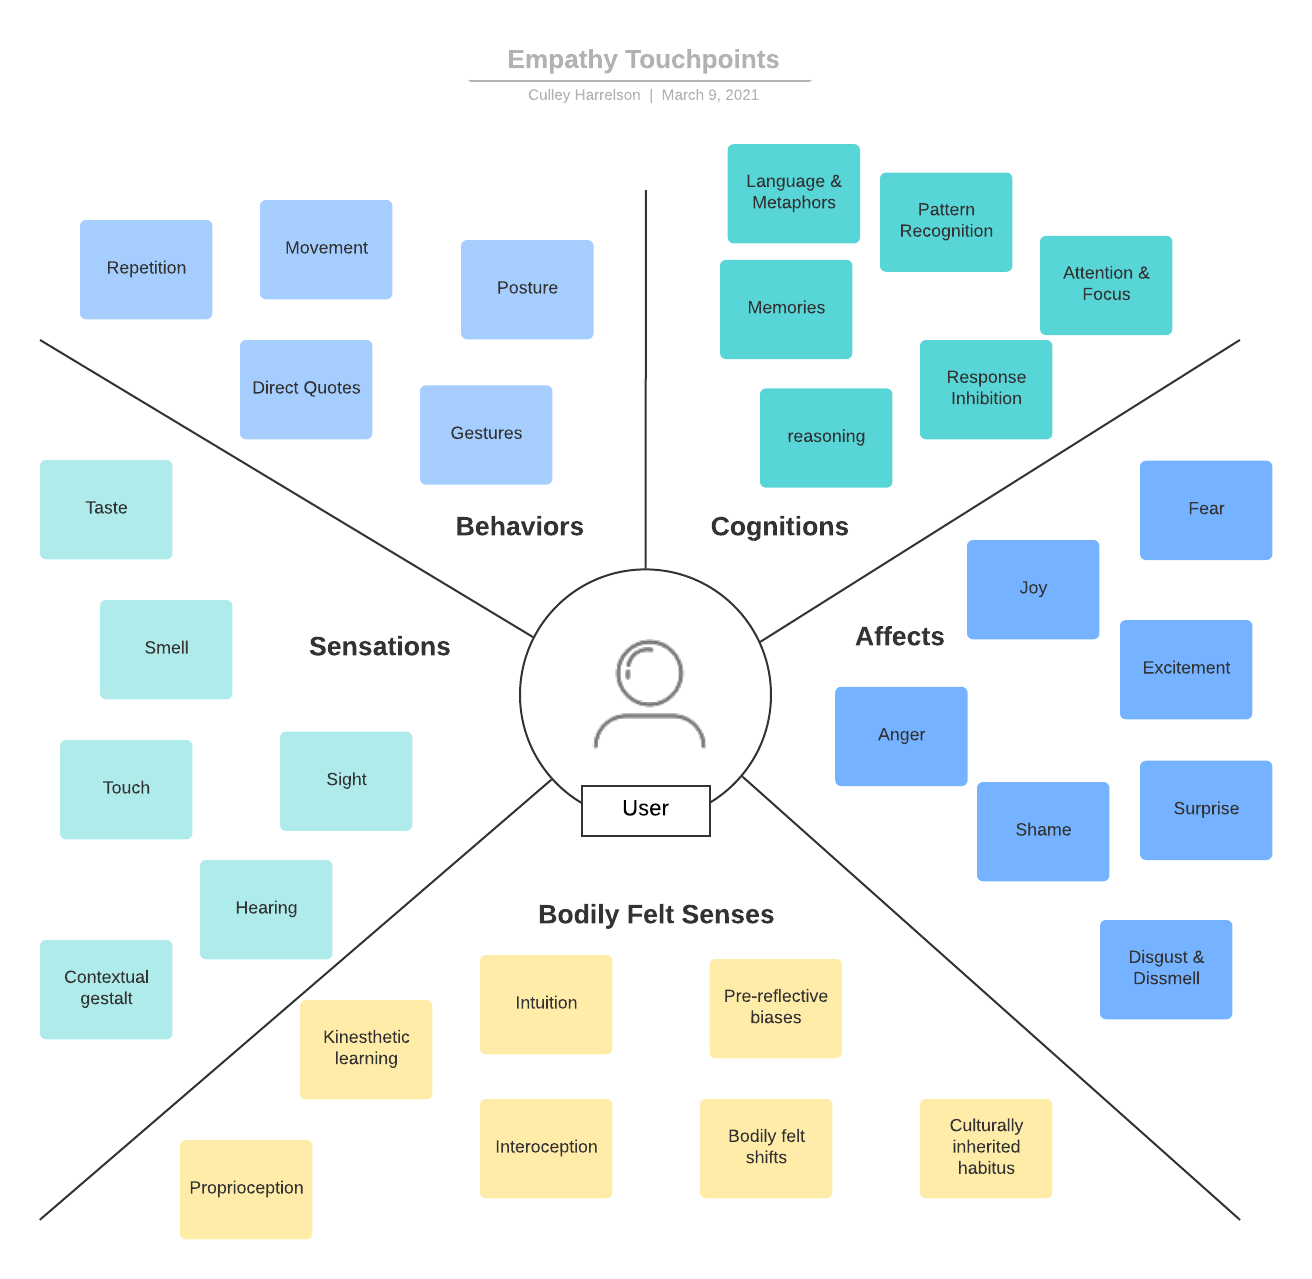 Empathy Touchpoints
Culley Harrelson | March 9, 2021
Repetition
Movement
Posture
Direct Quotes
Gestures
Behaviors
Language &
Metaphors
Pattern
Recognition
Attention &
Focus
Memories
Response
Inhibition
reasoning
Cognitions
Taste
Smell
Sensations
Touch
Sight
Hearing
Contextual
gestalt
User
Affects
Fear
Joy
Excitement
Anger
Surprise
Shame
Disgust &
Dissmell
Bodily Felt Senses
Intuition
Pre-reflective
biases
Kinesthetic
learning
Interoception
Bodily felt
shifts
Culturally
inherited
habitus
Proprioception